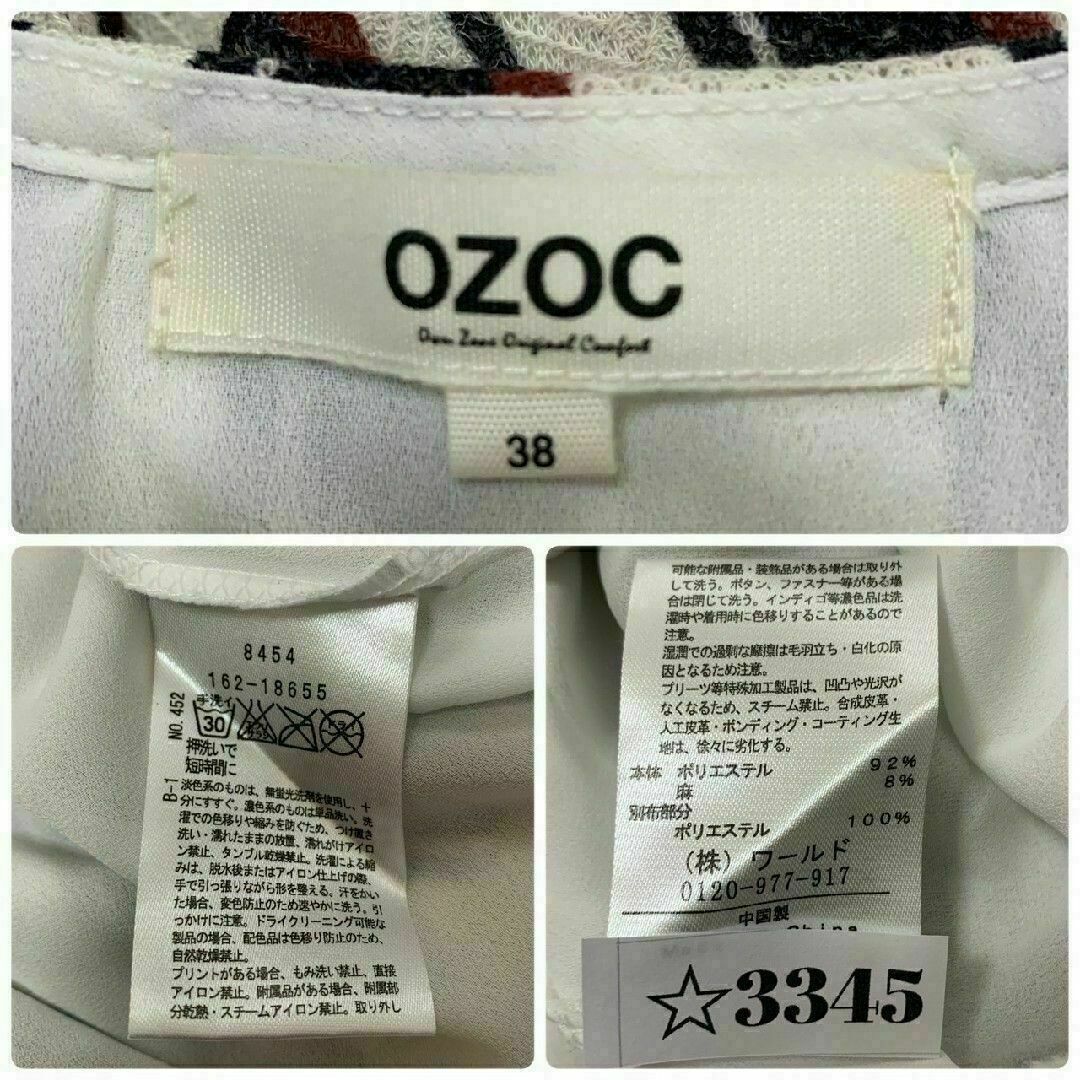 OZOC
Own Zone Original Comfort
38
8454
162-18655
NO.452
手洗イ
30
押洗いで
短時間に
B-1
淡色系のものは、無蛍光洗剤を使用し、十
分にすすぐ。濃色系のものは単品洗い。洗
濯での色移りや縮みを防ぐため、つけ置き
洗い・濡れたままの放置、濡れがけアイロ
ン禁止、タンブル乾燥禁止。洗濯による縮
みは、脱水後またはアイロン仕上げの際、
手で引っ張りながら形を整える。汗をかい
た場合、変色防止のため速やかに洗う。引
っかけに注意。ドライクリーニング可能な
製品の場合、配色品は色移り防止のため、
自然乾燥禁止。
プリントがある場合、もみ洗い禁止、直接
アイロン禁止。附属品がある場合、附属部
分乾熱・スチームアイロン禁止。取り外し
可能な附属品・装飾品がある場合は取り外
して洗う。ボタン、ファスナー等がある場
合は閉じて洗う。インディゴ等濃色品は洗
濯時や着用時に色移りすることがあるので
注意。
湿潤での過剰な摩擦は毛羽立ち・白化の原
因となるため注意。
プリーツ等特殊加工製品は、凹凸や光沢が
なくなるため、スチーム禁止。合成皮革・
人工皮革・ボンディング・コーティング生
地は、徐々に劣化する。
本体 ポリエステル 92%
麻 8%
別布部分
ポリエステル 100%
(株) ワールド
0120-977-917
中国製
China
☆3345